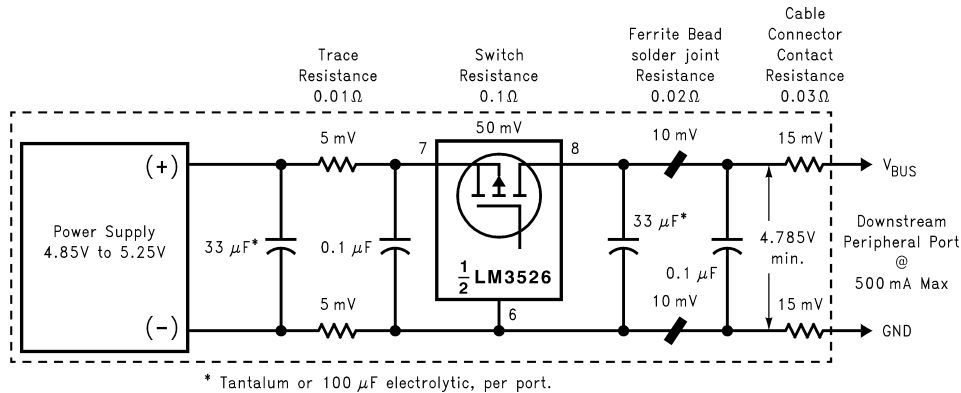 Cable
Connector
Contact
Resistance
0.03Ω
Ferrite Bead
solder joint
Resistance
0.02Ω
Switch
Resistance
0.1Ω
Trace
Resistance
0.01Ω
5 mV
50 mV
10 mV
15 mV
7
8
(+)
VBUS
Power Supply
4.85V to 5.25V
33 µF*
0.1 µF
1/2 LM3526
33 µF*
0.1 µF
4.785V
min.
Downstream
Peripheral Port
@
500 mA Max
(-)
5 mV
6
10 mV
15 mV
GND
* Tantalum or 100 µF electrolytic, per port.